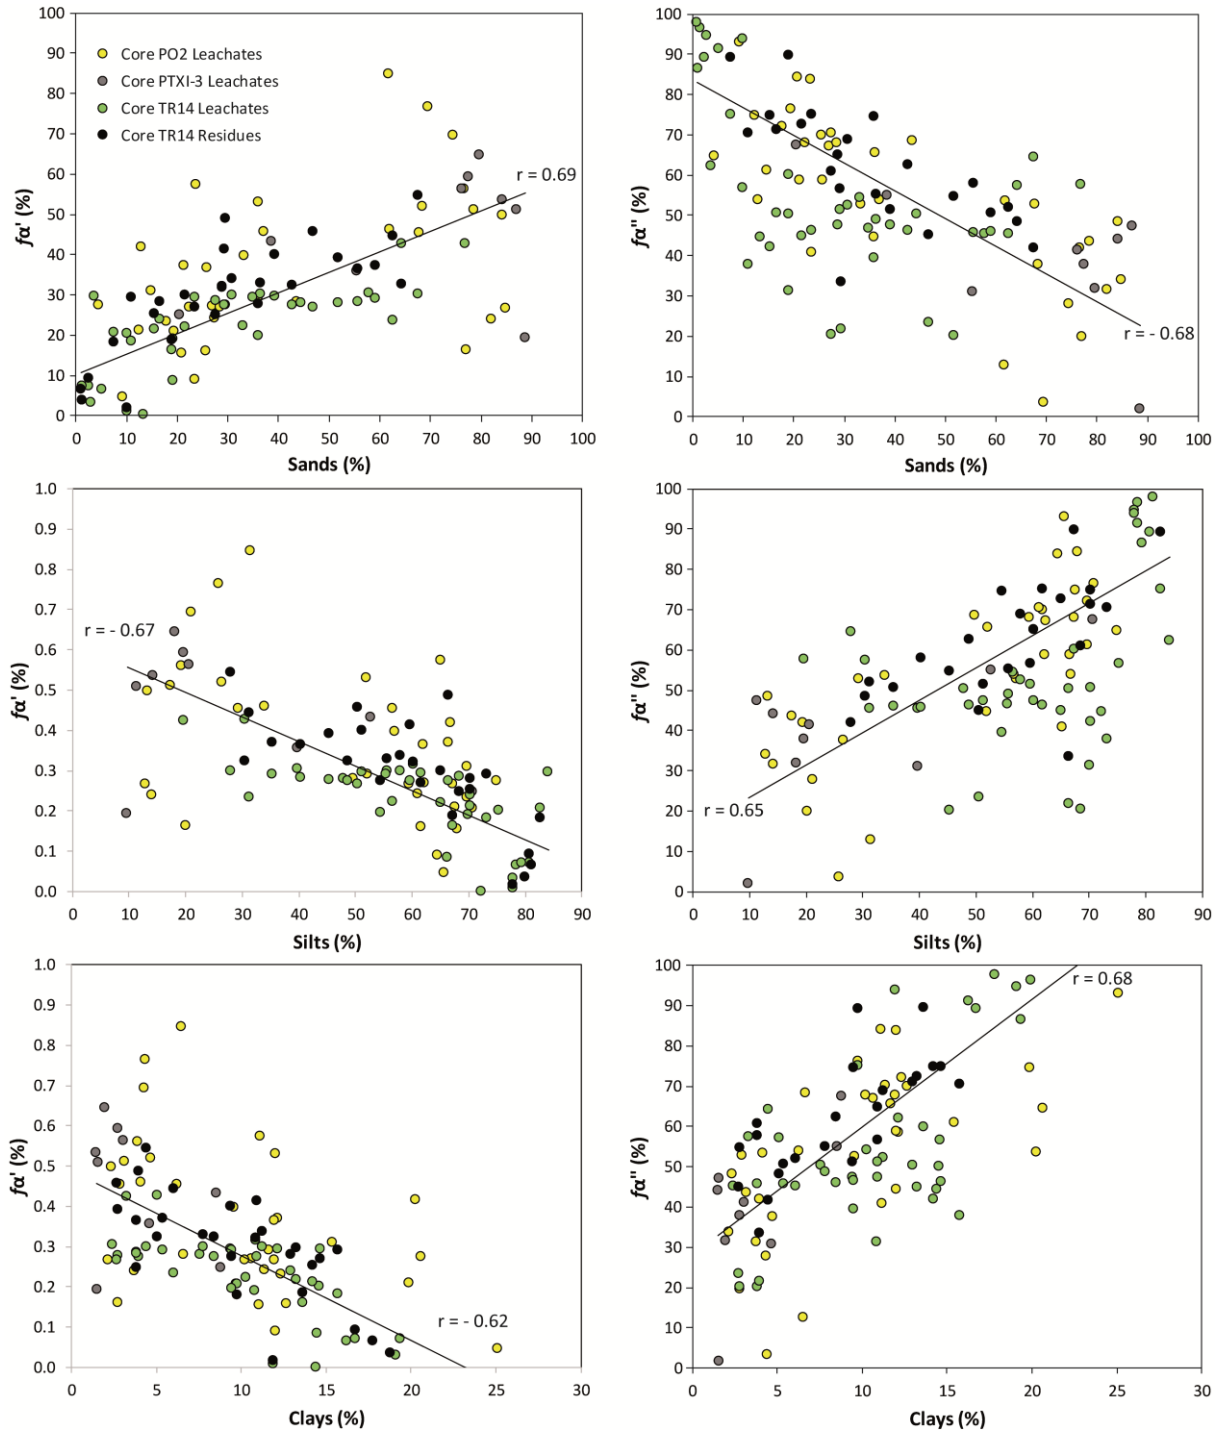 100
90
80
70
60
50
40
30
20
10
0
fα' (%)
Core PO2 Leachates
Core PTXI-3 Leachates
Core TR14 Leachates
Core TR14 Residues
r = 0.69
0 10 20 30 40 50 60 70 80 90 100
Sands (%)
100
90
80
70
60
50
40
30
20
10
0
fα" (%)
r = - 0.68
0 10 20 30 40 50 60 70 80 90 100
Sands (%)
1.0
0.9
0.8
0.7
0.6
0.5
0.4
0.3
0.2
0.1
0.0
fα' (%)
r = - 0.67
0 10 20 30 40 50 60 70 80 90
Silts (%)
100
90
80
70
60
50
40
30
20
10
0
fα" (%)
r = 0.65
0 10 20 30 40 50 60 70 80 90
Silts (%)
1.0
0.9
0.8
0.7
0.6
0.5
0.4
0.3
0.2
0.1
0.0
fα' (%)
r = - 0.62
0 5 10 15 20 25 30
Clays (%)
100
90
80
70
60
50
40
30
20
10
0
fα" (%)
r = 0.68
0 5 10 15 20 25 30
Clays (%)